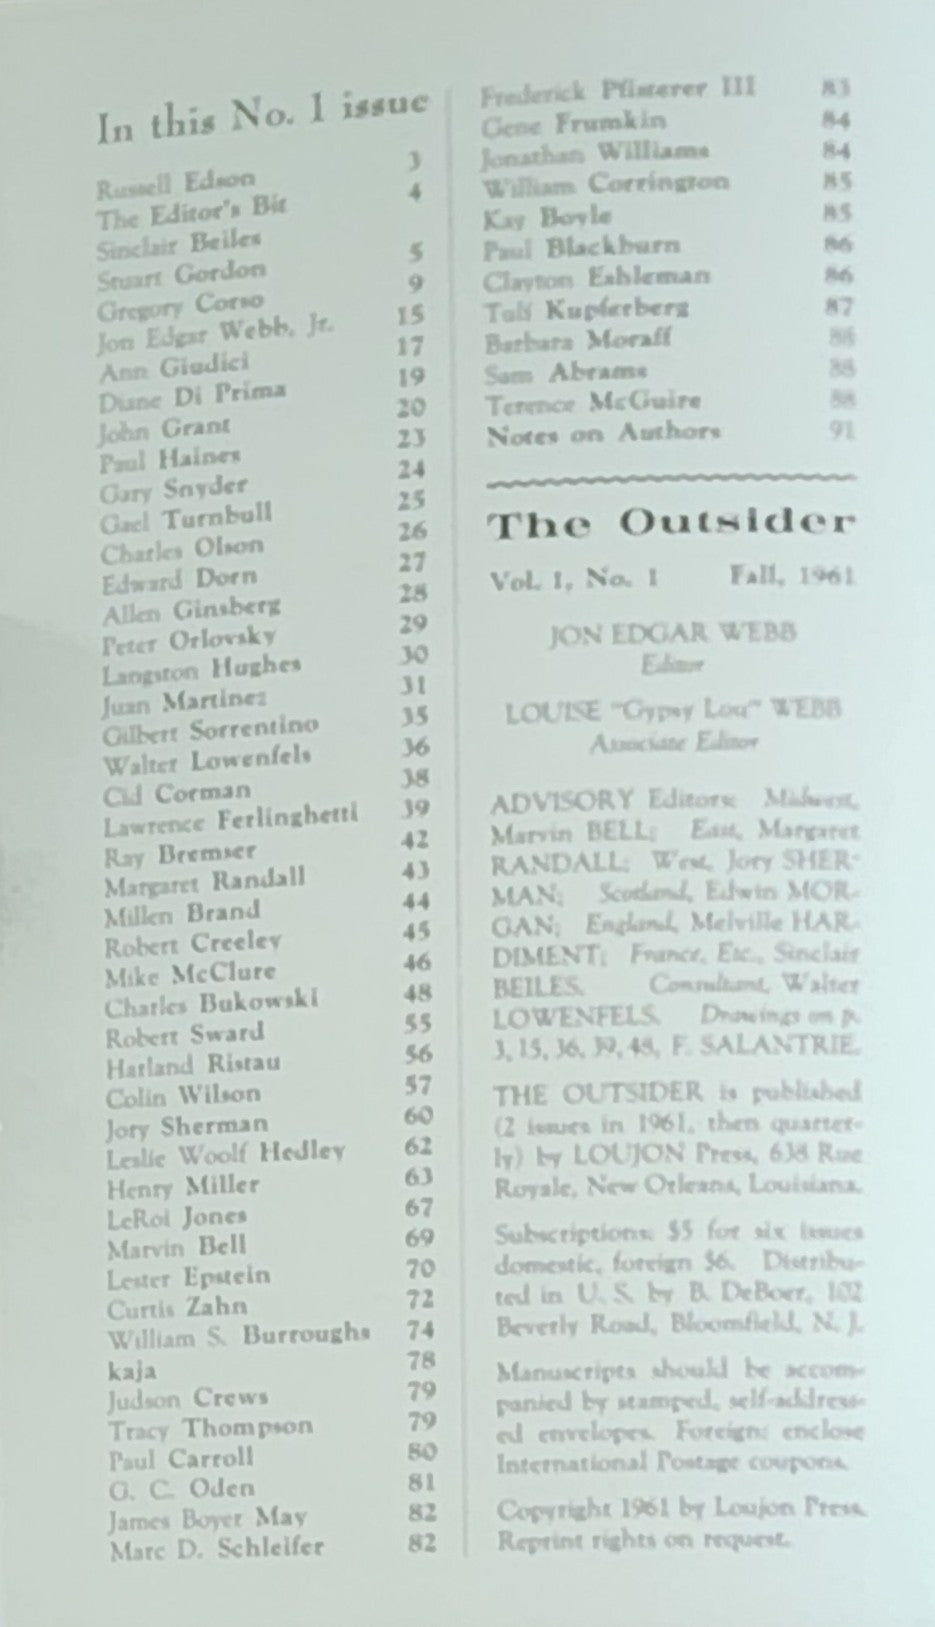 In this No. 1 issue
Russell Edson 3
The Editor's Bit 4
Sinclair Beiles
Stuart Gordon 5
Gregory Corso 9
Jon Edgar Webb, Jr. 15
Ann Giudici 17
Diane Di Prima 19
John Grant 20
Paul Haines 23
Gary Snyder 24
Gael Turnbull 25
Charles Olson 26
Edward Dorn 27
Allen Ginsberg 28
Peter Orlovsky 29
Langston Hughes 30
Juan Martinez 31
Gilbert Sorrentino 35
Walter Lowenfels 36
Cid Corman 38
Lawrence Ferlinghetti 39
Ray Bremser 42
Margaret Randall 43
Millen Brand 44
Robert Creeley 45
Mike McClure 46
Charles Bukowski 48
Robert Sward 55
Harland Ristau 56
Colin Wilson 57
Jory Sherman 60
Leslie Woolf Hedley 62
Henry Miller 63
LeRoi Jones 67
Marvin Bell 69
Lester Epstein 70
Curtis Zahn 72
William S. Burroughs 74
kaja 78
Judson Crews 79
Tracy Thompson 79
Paul Carroll 80
G. C. Oden 81
James Boyer May 82
Marc D. Schleifer 82
Frederick Pfisterer III 83
Gene Frumkin 84
Jonathan Williams 84
William Corrington 85
Kay Boyle 85
Paul Blackburn 86
Clayton Eshleman 86
Tuli Kupferberg 87
Barbara Moraff 88
Sam Abrams 88
Terence McGuire 88
Notes on Authors 91
The Outsider
Vol. 1, No. 1 Fall, 1961
JON EDGAR WEBB
Editor
LOUISE "Gypsy Lou" WEBB
Associate Editor
ADVISORY Editors: Midwest,
Marvin BELL; East, Margaret
RANDALL; West, Jory SHER-
MAN; Scotland, Edwin MOR-
GAN; England, Melville HAR-
DIMENT; France, Etc., Sinclair
BEILES. Consultant, Walter
LOWENFELS. Drawings on p.
3, 15, 36, 39, 48, F. SALANTRIE.
THE OUTSIDER is published
(2 issues in 1961, then quarter-
ly) by LOUJON Press, 638 Rue
Royale, New Orleans, Louisiana.
Subscriptions: $5 for six issues
domestic, foreign $6. Distribu-
ted in U. S. by B. DeBoer, 102
Beverly Road, Bloomfield, N. J.
Manuscripts should be accom-
panied by stamped, self-address-
ed envelopes. Foreign: enclose
International Postage coupons.
Copyright 1961 by Loujon Press.
Reprint rights on request.